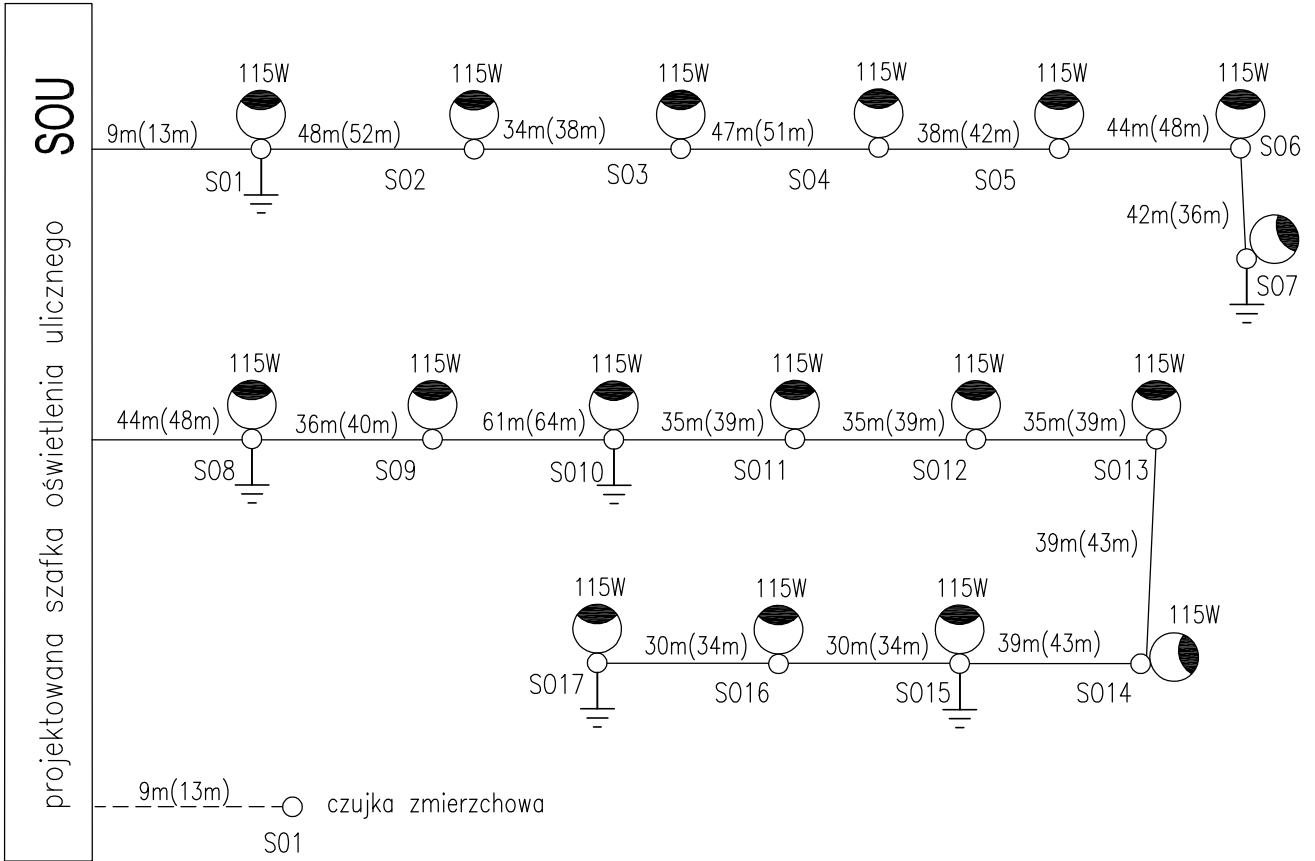 SOU
projektowana szafka oświetlenia ulicznego
115W 115W 115W 115W 115W 115W
9m(13m) 48m(52m) 34m(38m) 47m(51m) 38m(42m) 44m(48m)
S01 S02 S03 S04 S05 S06
42m(36m)
S07
115W 115W 115W 115W 115W 115W
44m(48m) 36m(40m) 61m(64m) 35m(39m) 35m(39m) 35m(39m)
S08 S09 S010 S011 S012 S013
39m(43m)
115W 115W 115W 115W
30m(34m) 30m(34m) 39m(43m)
S017 S016 S015 S014
9m(13m) czujka zmierzchowa
S01